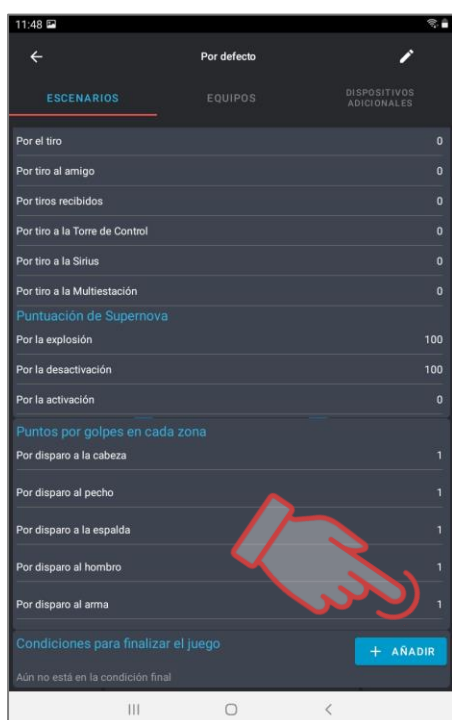 11:48
Por defecto
ESCENARIOS EQUIPOS DISPOSITIVOS ADICIONALES
Por el tiro 0
Por tiro al amigo 0
Por tiros recibidos 0
Por tiro a la Torre de Control 0
Por tiro a la Sirius 0
Por tiro a la Multiestación 0
Puntuación de Supernova
Por la explosión 100
Por la desactivación 100
Por la activación 0
Puntos por golpes en cada zona
Por disparo a la cabeza 1
Por disparo al pecho 1
Por disparo a la espalda 1
Por disparo al hombro 1
Por disparo al arma 1
Condiciones para finalizar el juego
+ AÑADIR
Aún no está en la condición final